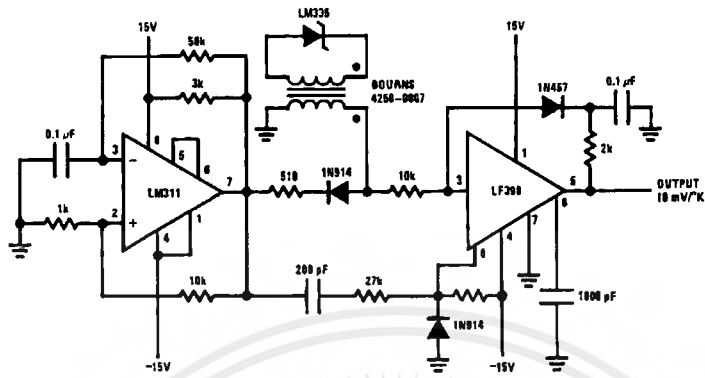 LM335
15V
50k
3k
BOURNS
4258-9007
15V
1N457
0.1 µF
0.1 µF
3
8
5
6
−
LM311
7
510
1N914
10k
3
1
LF398
5
2k
OUTPUT
10 mV/°K
1k
2
+
4
1
7
6
8
4
10k
200 pF
27k
1N914
1000 pF
−15V
−15V